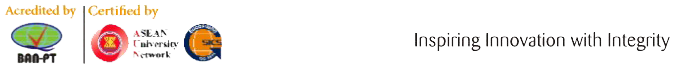 Acredited by
Certified by
BAN-PT
ASEAN
University
Network
Inspiring Innovation with Integrity